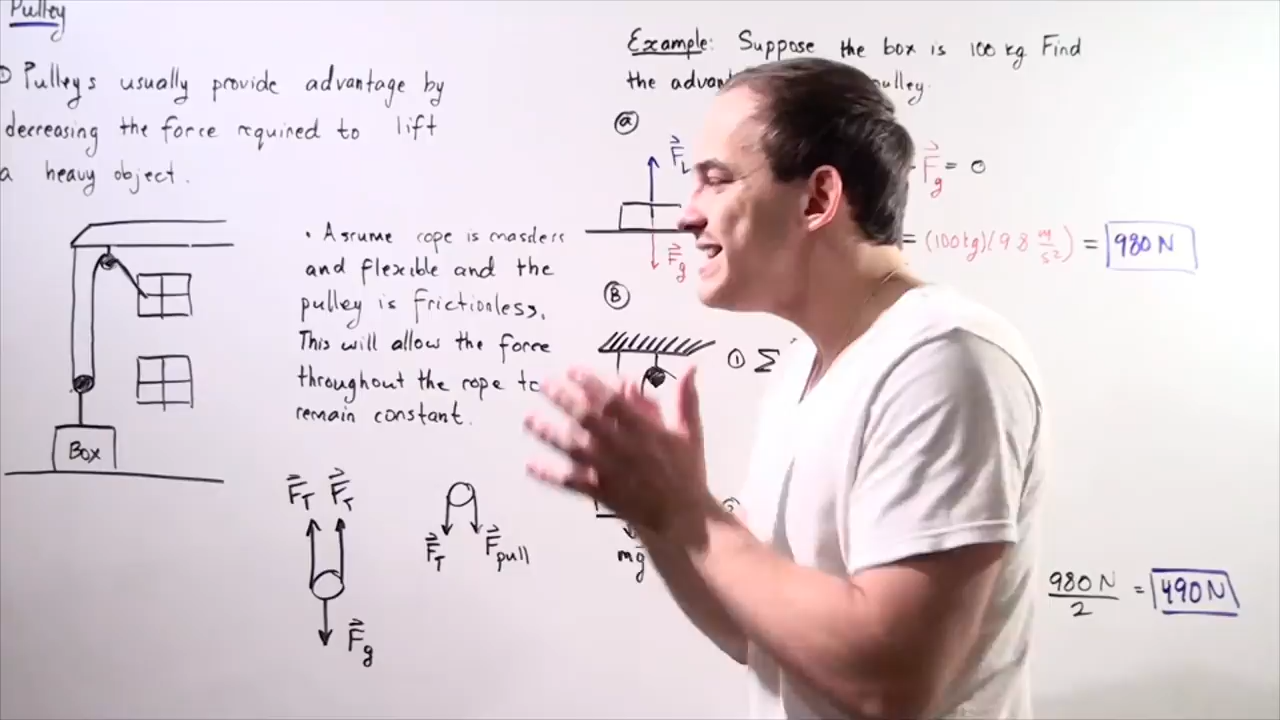 Pulley
Pulleys usually provide advantage by
decreasing the force required to lift
a heavy object.
Box
• Assume rope is massless
and flexible and the
pulley is frictionless.
This will allow the force
throughout the rope to
remain constant.
F⃗T F⃗T
F⃗g
F⃗T F⃗pull
Example: Suppose the box is 100 kg Find
the pulley.
ⓐ
F⃗g = 0
F⃗g
= (100 kg)(9.8 m/s²) = 980 N
Ⓑ
① Σ
mg
980 N / 2 = 490 N